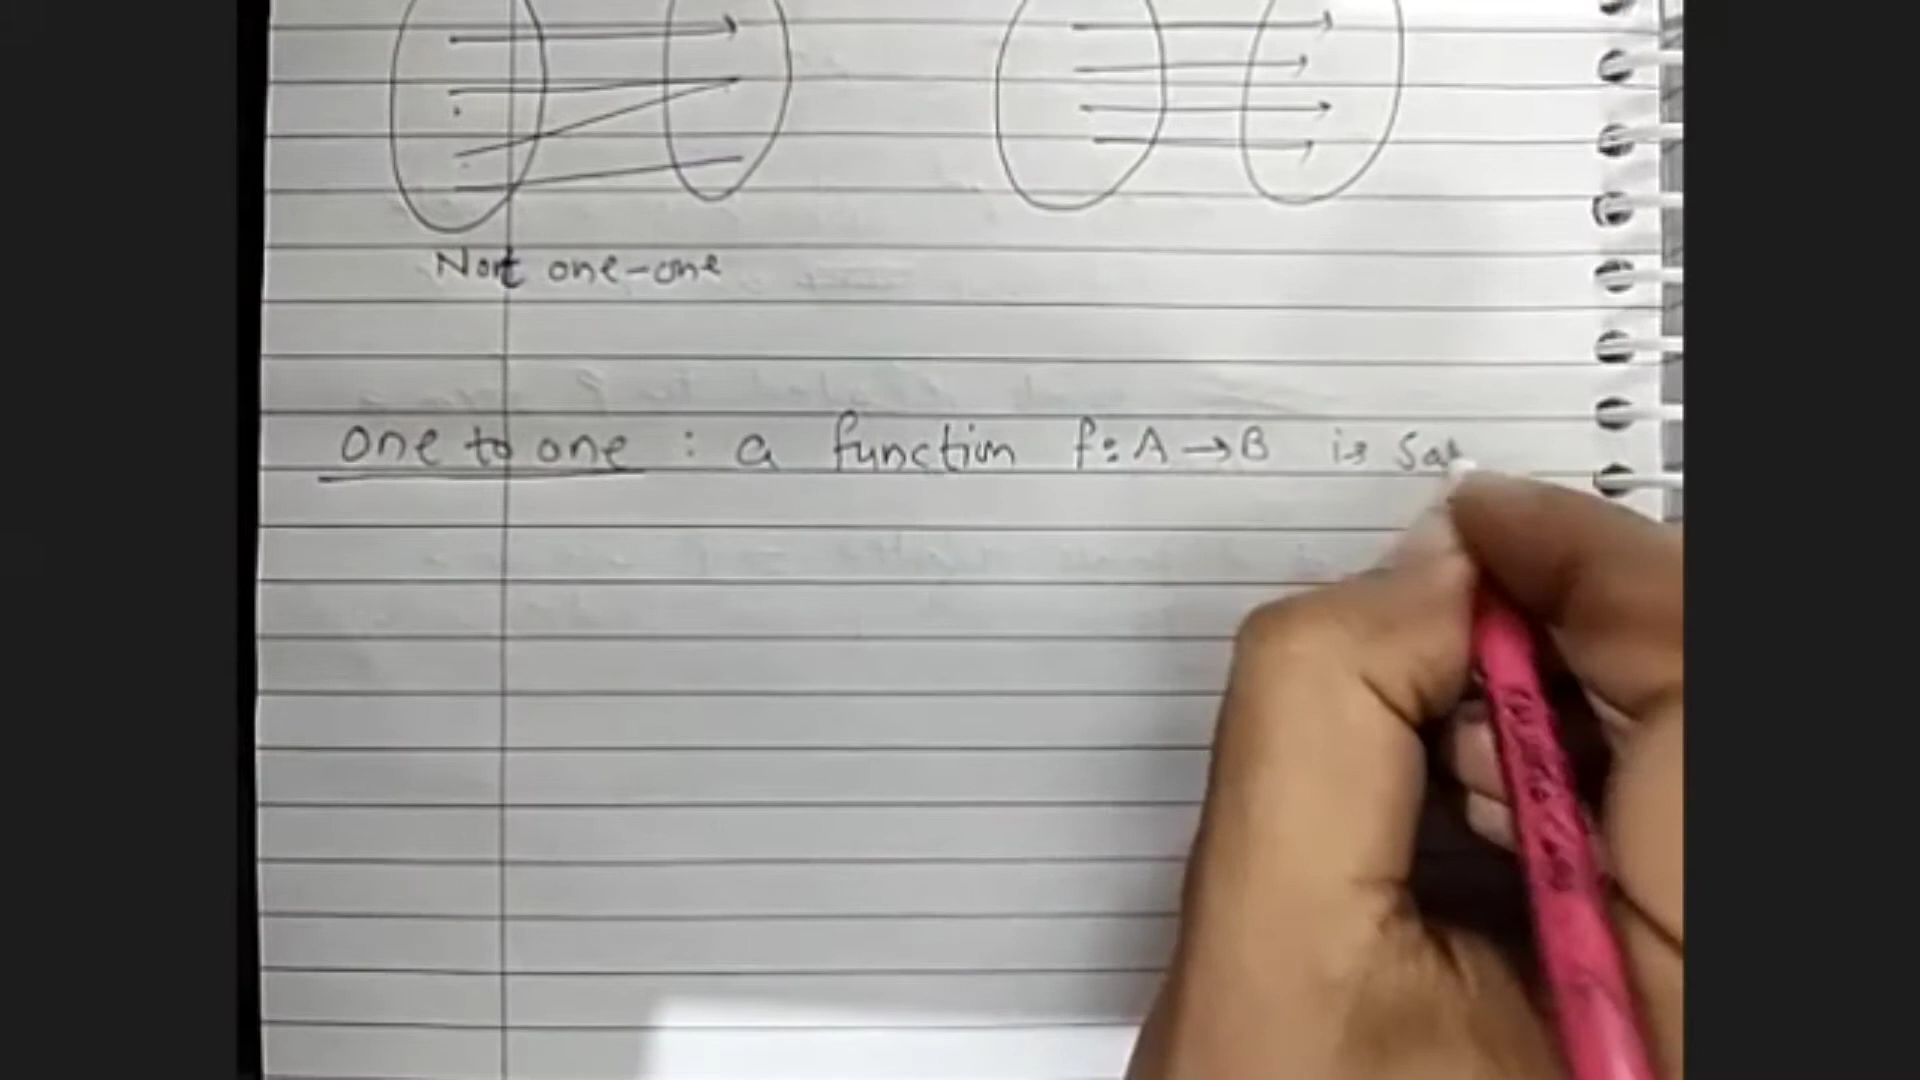 Not one-one
one to one : a function f: A → B is sa